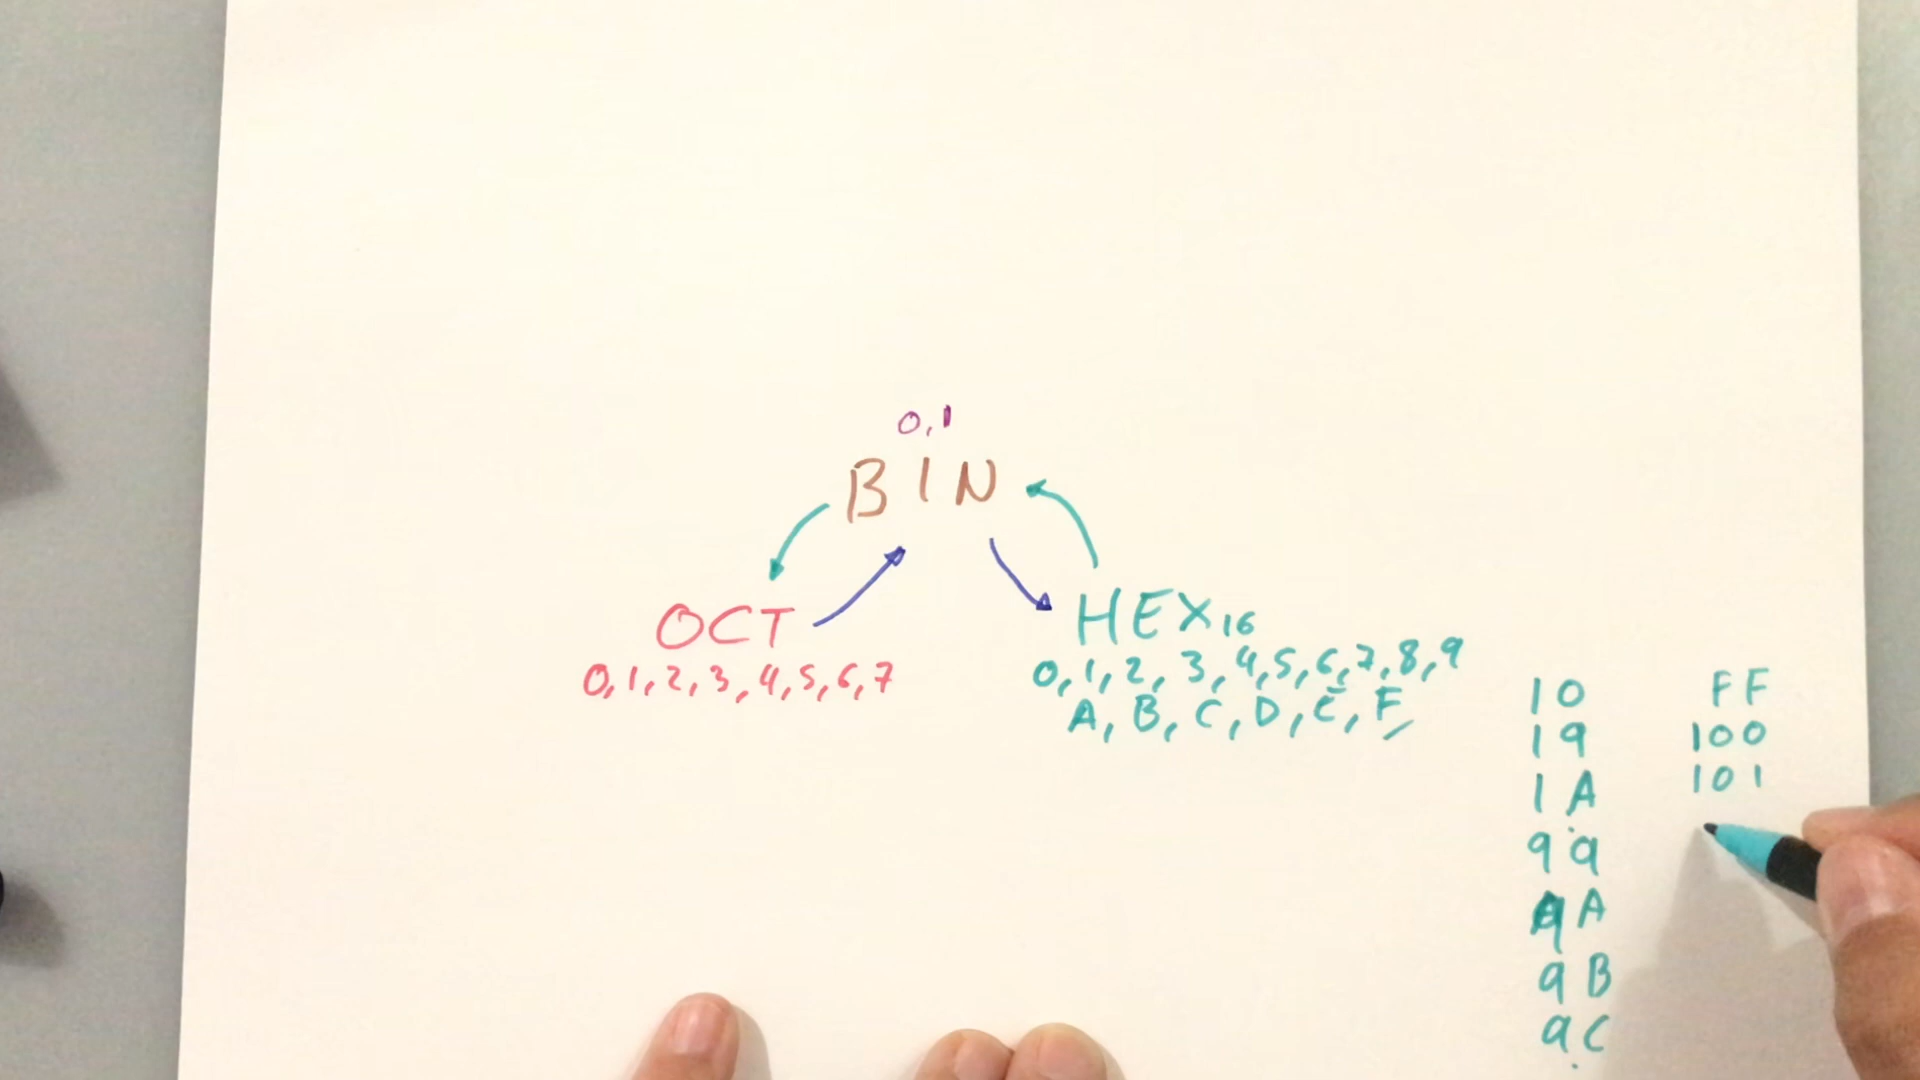 0,1
BIN
OCT
0,1,2,3,4,5,6,7
HEX16
0,1,2,3,4,5,6,7,8,9
A,B,C,D,E,F
10
19
1A
99
9A
9B
9C
FF
100
101